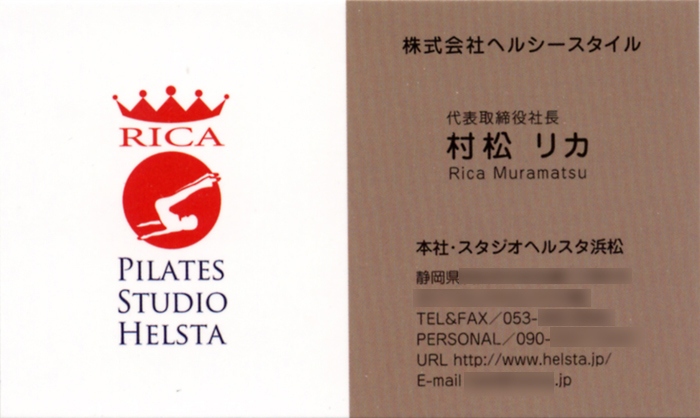 RICA
PILATES
STUDIO
HELSTA
株式会社ヘルシースタイル
代表取締役社長
村松 リカ
Rica Muramatsu
本社・スタジオヘルスタ浜松
静岡県
TEL&FAX／053-
PERSONAL／090-
URL http://www.helsta.jp/
E-mail .jp